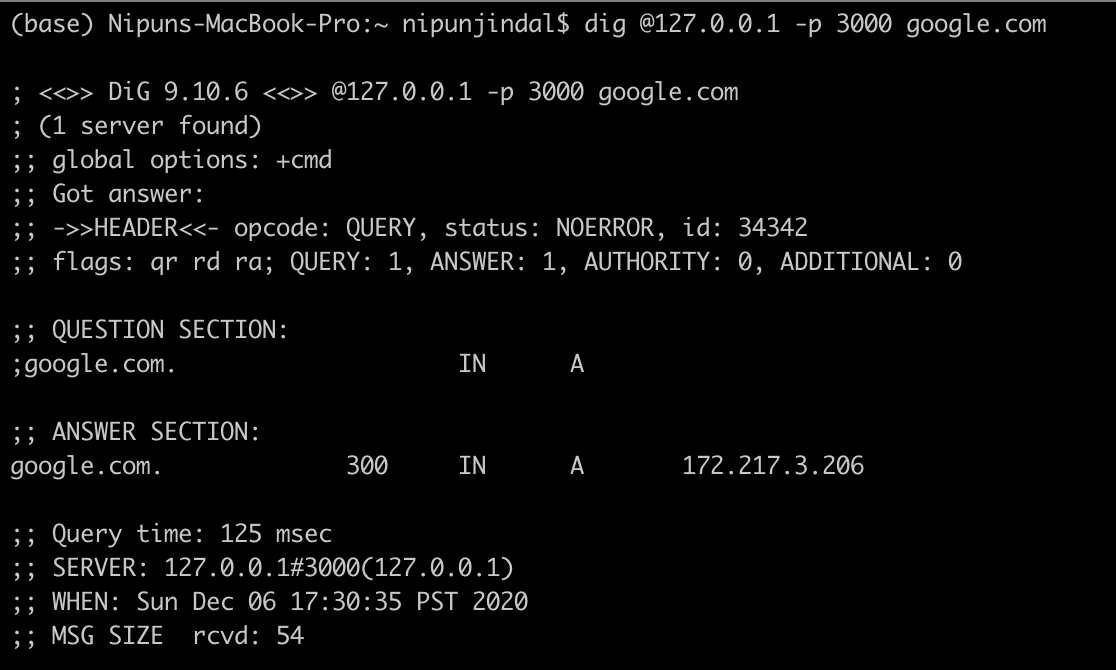 (base) Nipuns-MacBook-Pro:~ nipunjindal$ dig @127.0.0.1 -p 3000 google.com
; <<>> DiG 9.10.6 <<>> @127.0.0.1 -p 3000 google.com
; (1 server found)
;; global options: +cmd
;; Got answer:
;; ->>HEADER<<- opcode: QUERY, status: NOERROR, id: 34342
;; flags: qr rd ra; QUERY: 1, ANSWER: 1, AUTHORITY: 0, ADDITIONAL: 0
;; QUESTION SECTION:
;google.com. IN A
;; ANSWER SECTION:
google.com. 300 IN A 172.217.3.206
;; Query time: 125 msec
;; SERVER: 127.0.0.1#3000(127.0.0.1)
;; WHEN: Sun Dec 06 17:30:35 PST 2020
;; MSG SIZE  rcvd: 54